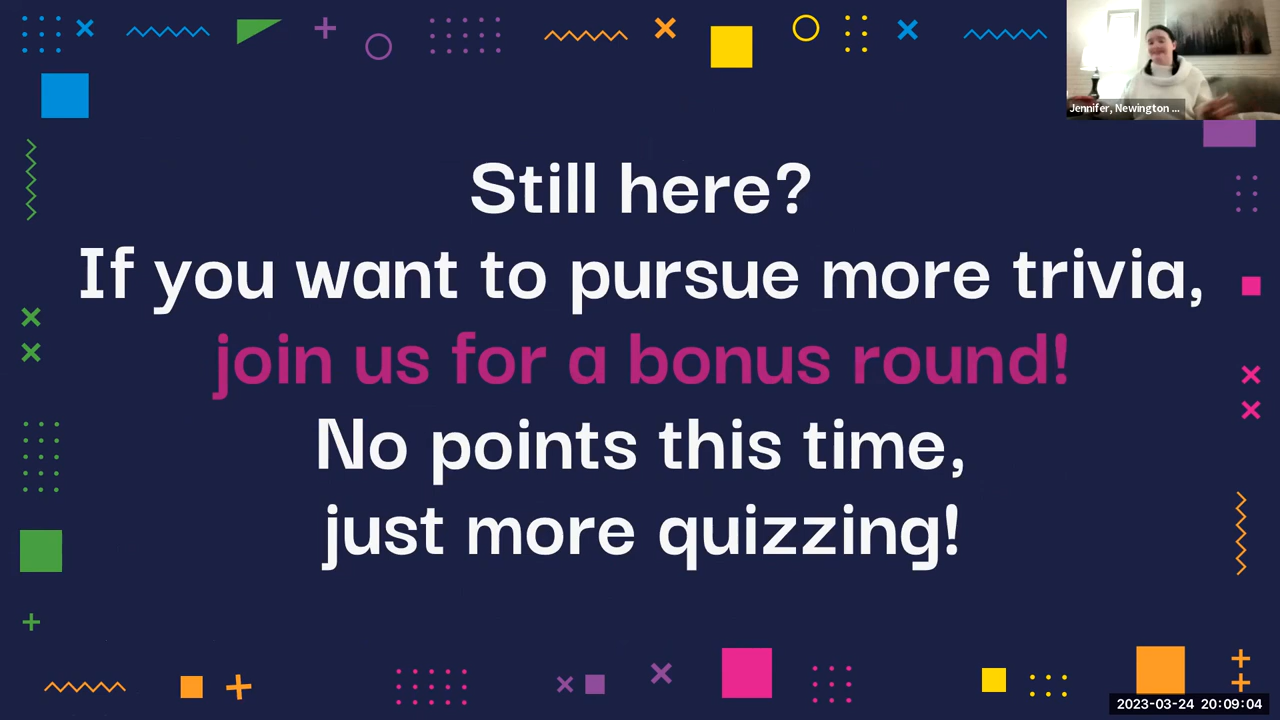 Jennifer, Newington ...
Still here?
If you want to pursue more trivia,
join us for a bonus round!
No points this time,
just more quizzing!
2023-03-24 20:09:04